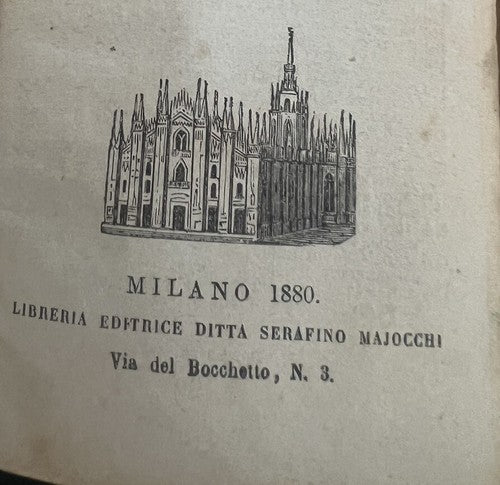 MILANO 1880.
LIBRERIA EDITRICE DITTA SERAFINO MAJOCCHI
Via del Bocchetto, N. 3.